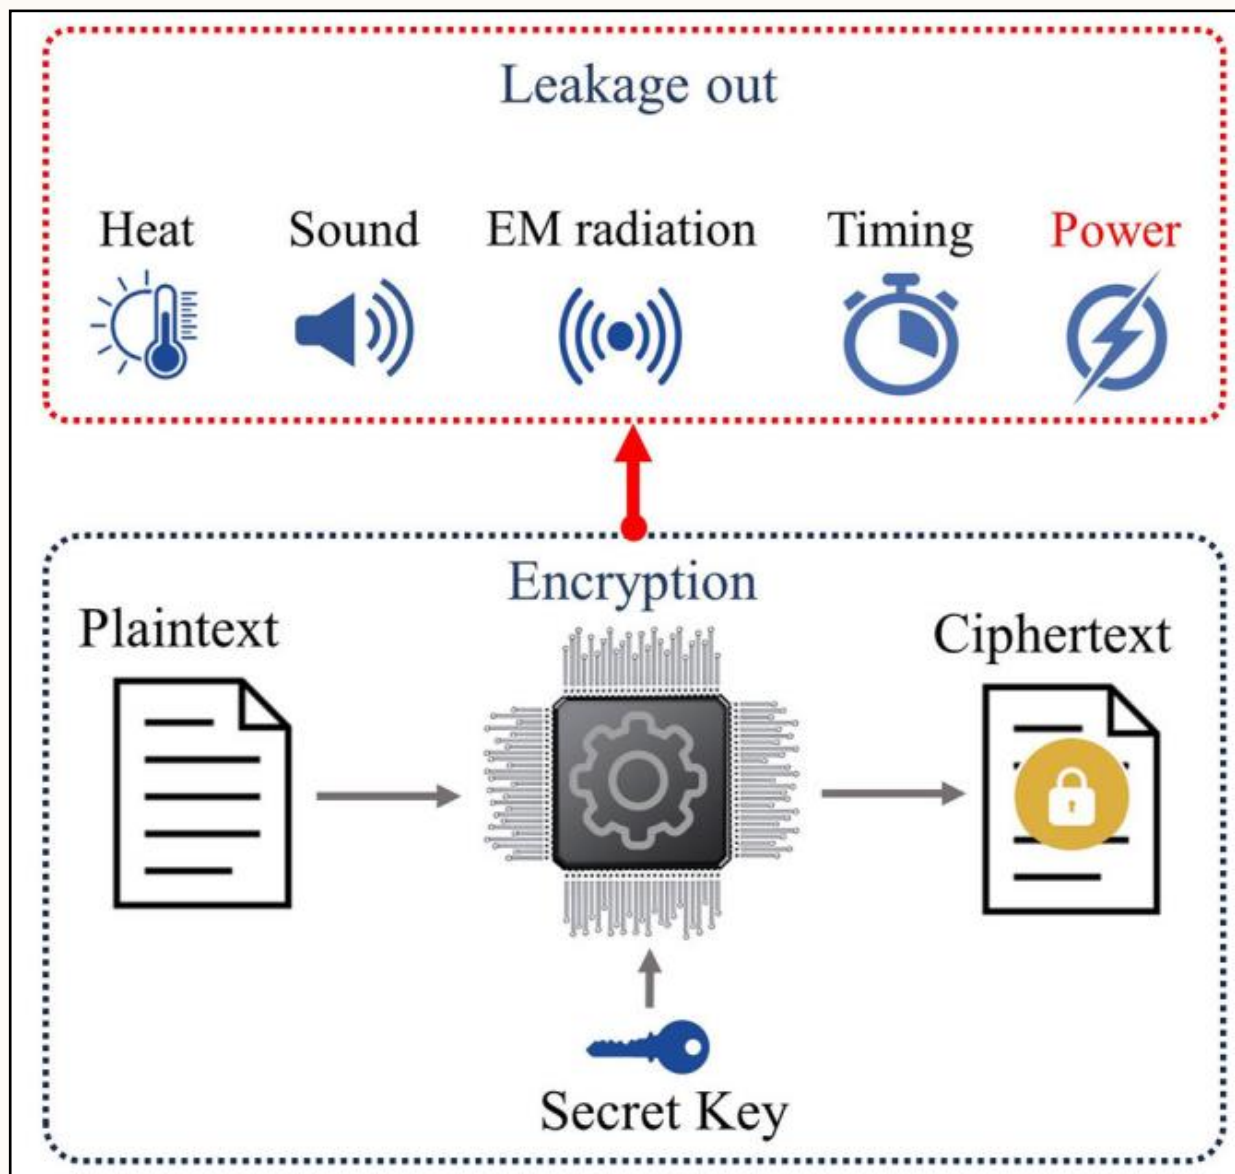 Leakage out
Heat Sound EM radiation Timing Power
Encryption
Plaintext
Ciphertext
Secret Key